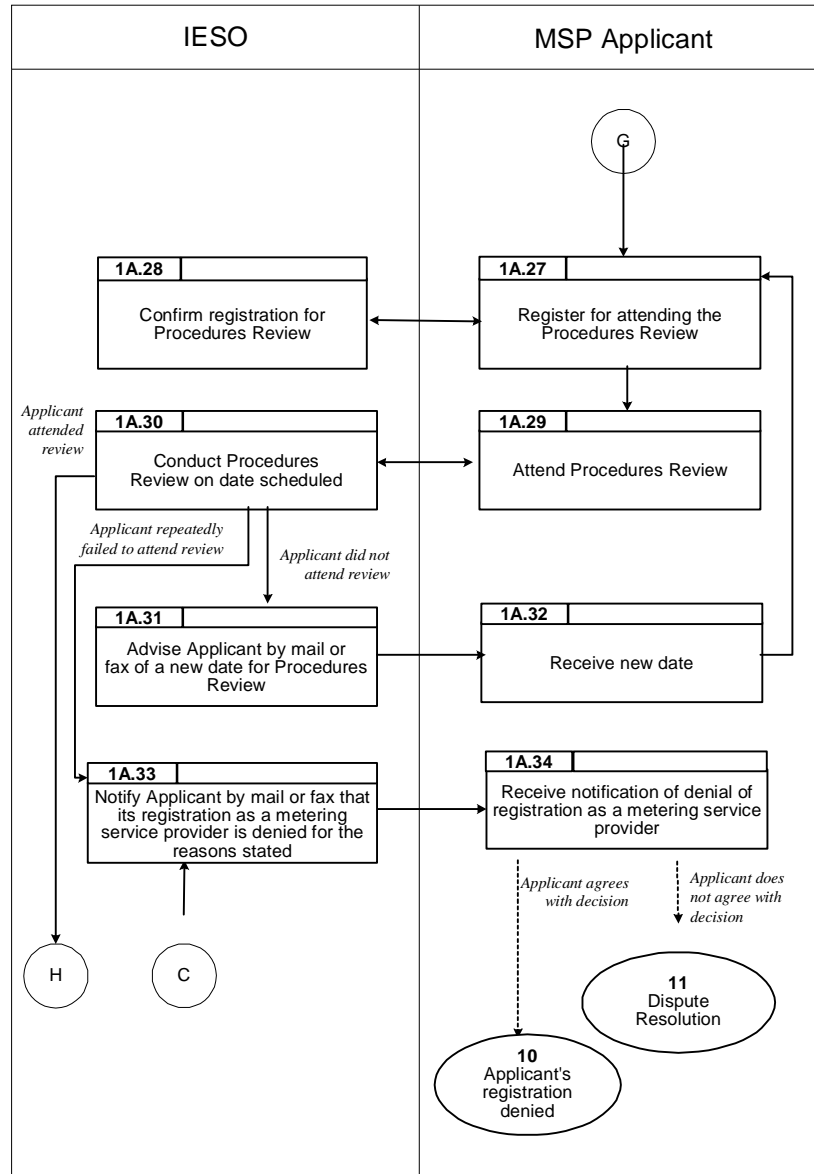 IESO
MSP Applicant
G
1A.28
Confirm registration for
Procedures Review
1A.27
Register for attending the
Procedures Review
Applicant
attended
review
1A.30
Conduct Procedures
Review on date scheduled
1A.29
Attend Procedures Review
Applicant repeatedly
failed to attend review
Applicant did not
attend review
1A.31
Advise Applicant by mail or
fax of a new date for Procedures
Review
1A.32
Receive new date
1A.33
Notify Applicant by mail or fax that
its registration as a metering
service provider is denied for the
reasons stated
1A.34
Receive notification of denial of
registration as a metering service
provider
Applicant agrees
with decision
Applicant does
not agree with
decision
H
C
11
Dispute
Resolution
10
Applicant's
registration
denied